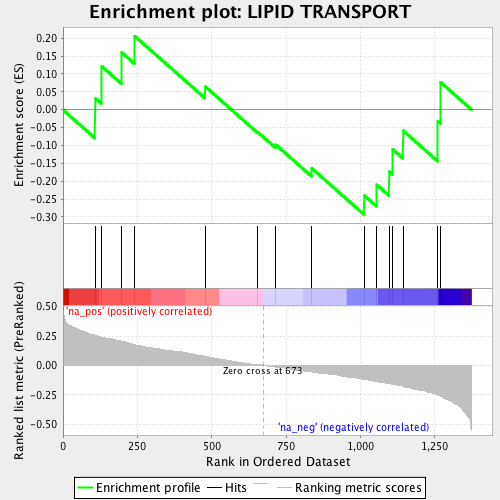 Enrichment plot: LIPID TRANSPORT
Enrichment score (ES)
0.20
0.15
0.10
0.05
0.00
-0.05
-0.10
-0.15
-0.20
-0.25
-0.30
'na_pos' (positively correlated)
Ranked list metric (PreRanked)
0.50
0.25
0.00
-0.25
-0.50
Zero cross at 673
'na_neg' (negatively correlated)
0 250 500 750 1,000 1,250
Rank in Ordered Dataset
Enrichment profile Hits Ranking metric scores